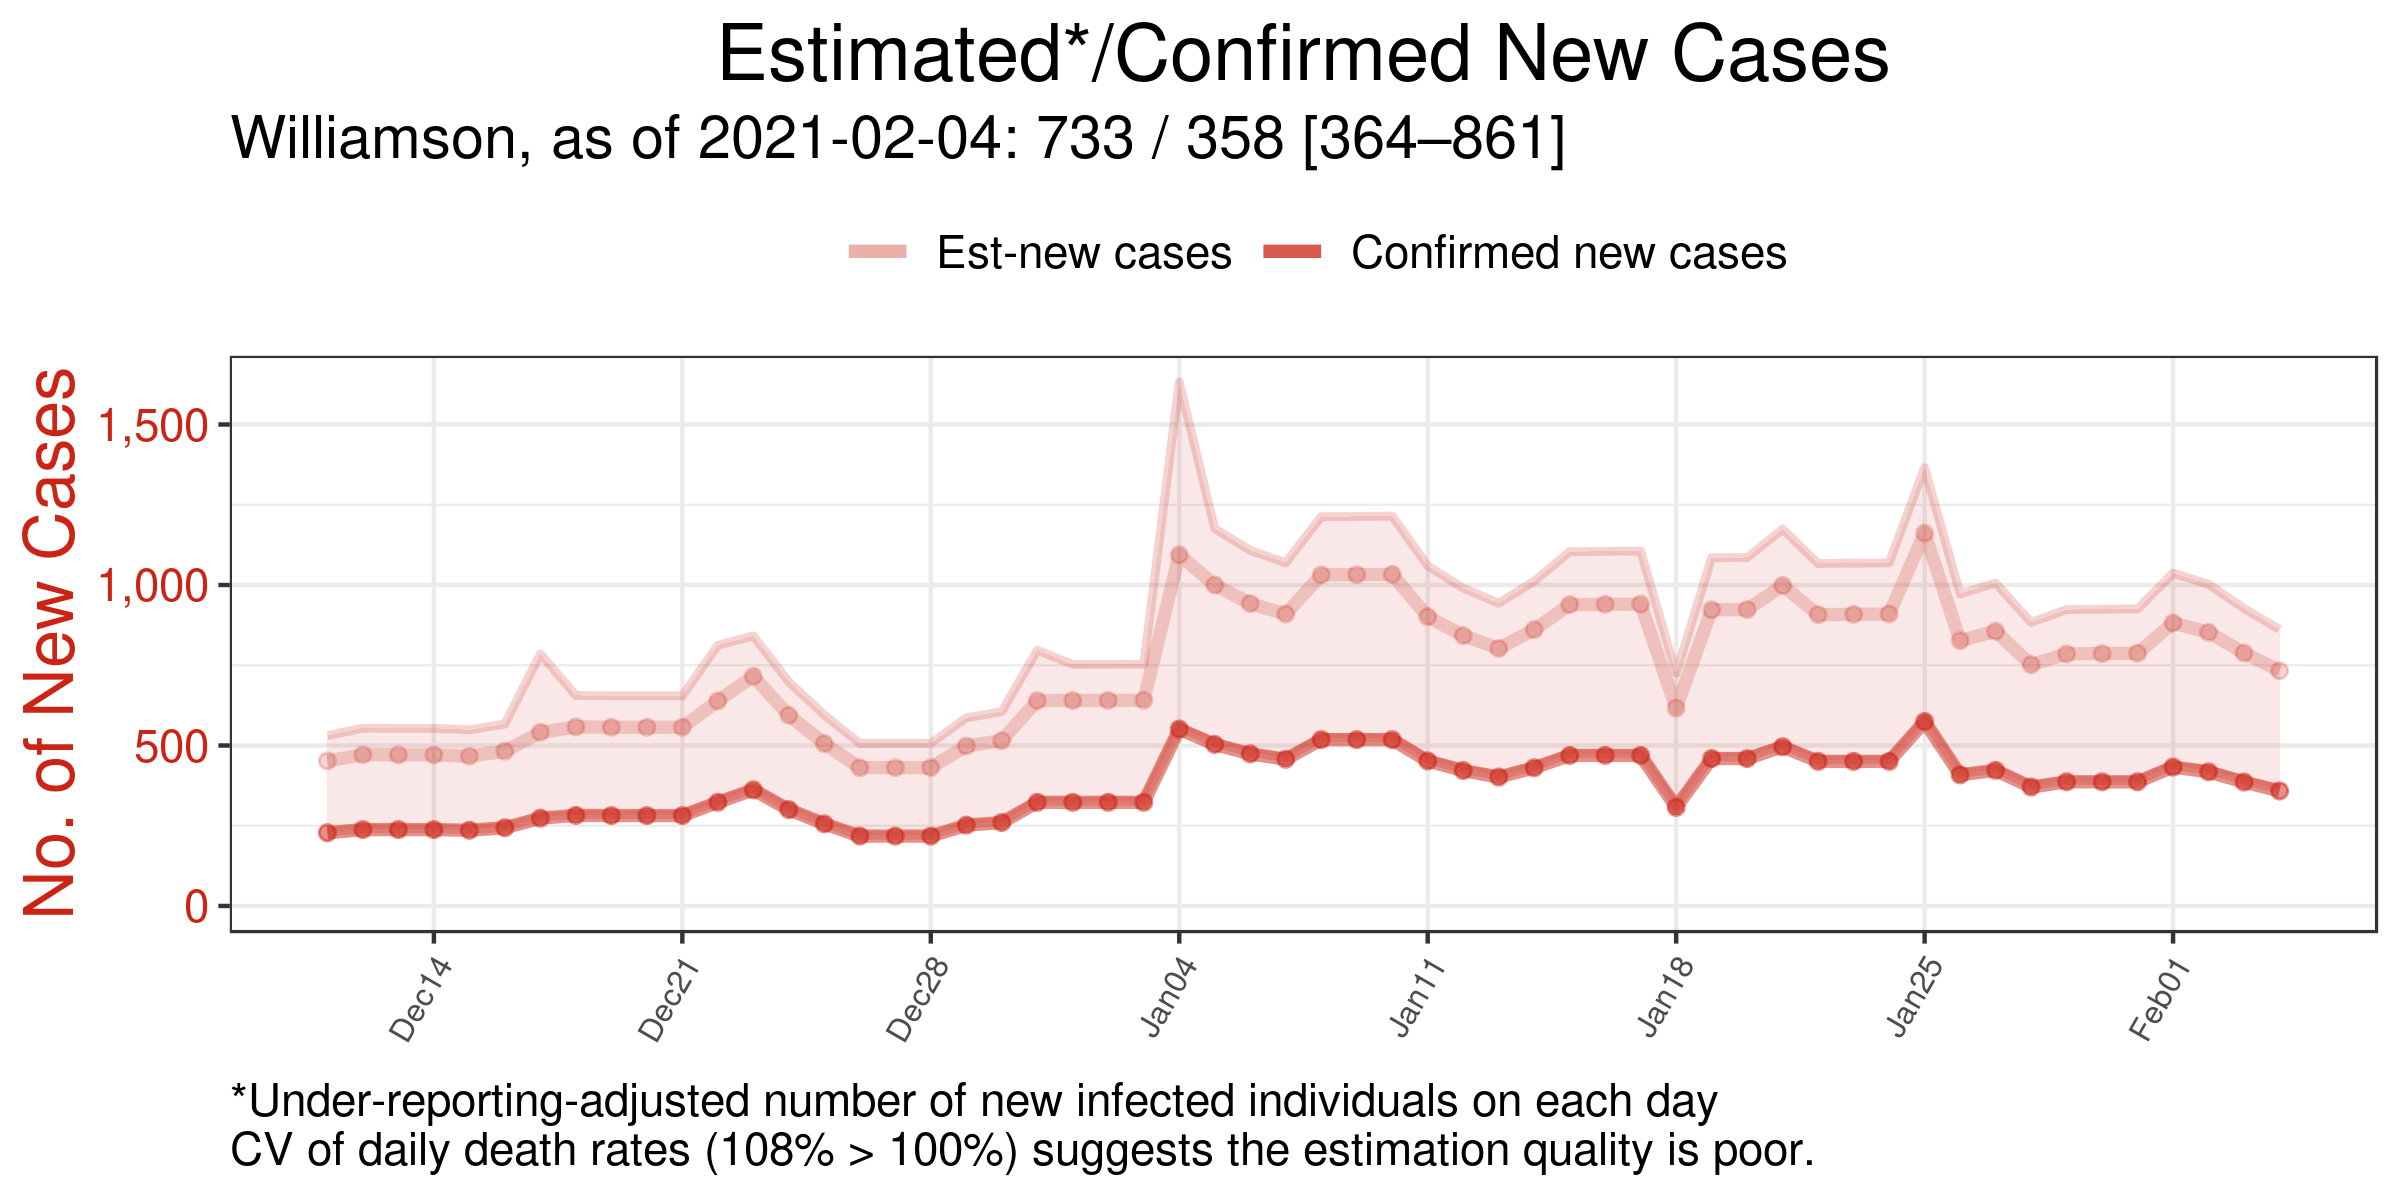 Estimated*/Confirmed New Cases
Williamson, as of 2021-02-04: 733 / 358 [364–861]
Est-new cases
Confirmed new cases
No. of New Cases
1,500
1,000
500
0
Dec14
Dec21
Dec28
Jan04
Jan11
Jan18
Jan25
Feb01
*Under-reporting-adjusted number of new infected individuals on each day
CV of daily death rates (108% > 100%) suggests the estimation quality is poor.